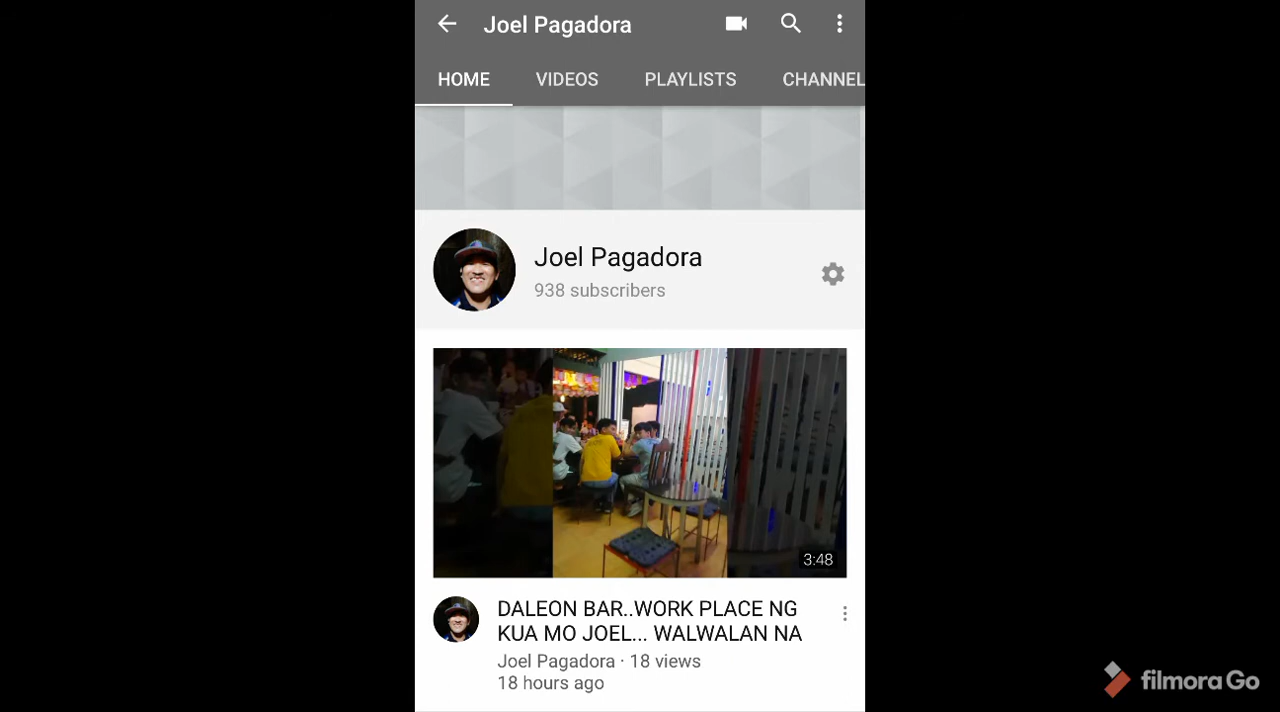 Joel Pagadora
HOME VIDEOS PLAYLISTS CHANNEL
Joel Pagadora
938 subscribers
3:48
DALEON BAR..WORK PLACE NG
KUA MO JOEL... WALWALAN NA
Joel Pagadora · 18 views
18 hours ago
filmora Go